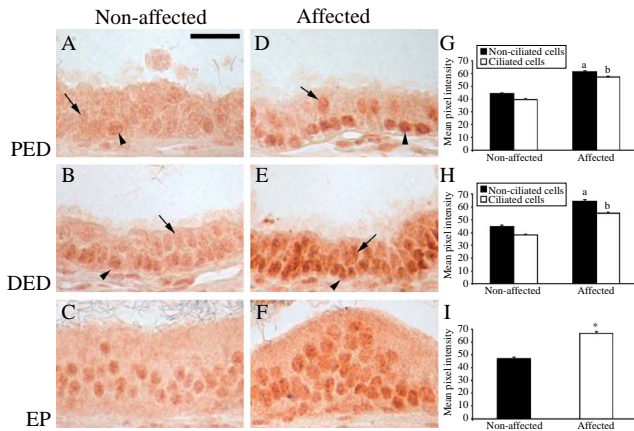 Non-affected
Affected
A
D
G
Non-ciliated cells
Ciliated cells
a
b
Mean pixel intensity
70
60
50
40
30
20
10
0
Non-affected
Affected
PED
B
E
H
Non-ciliated cells
Ciliated cells
a
b
Mean pixel intensity
70
60
50
40
30
20
10
0
Non-affected
Affected
DED
C
F
I
*
Mean pixel intensity
70
60
50
40
30
20
10
0
Non-affected
Affected
EP